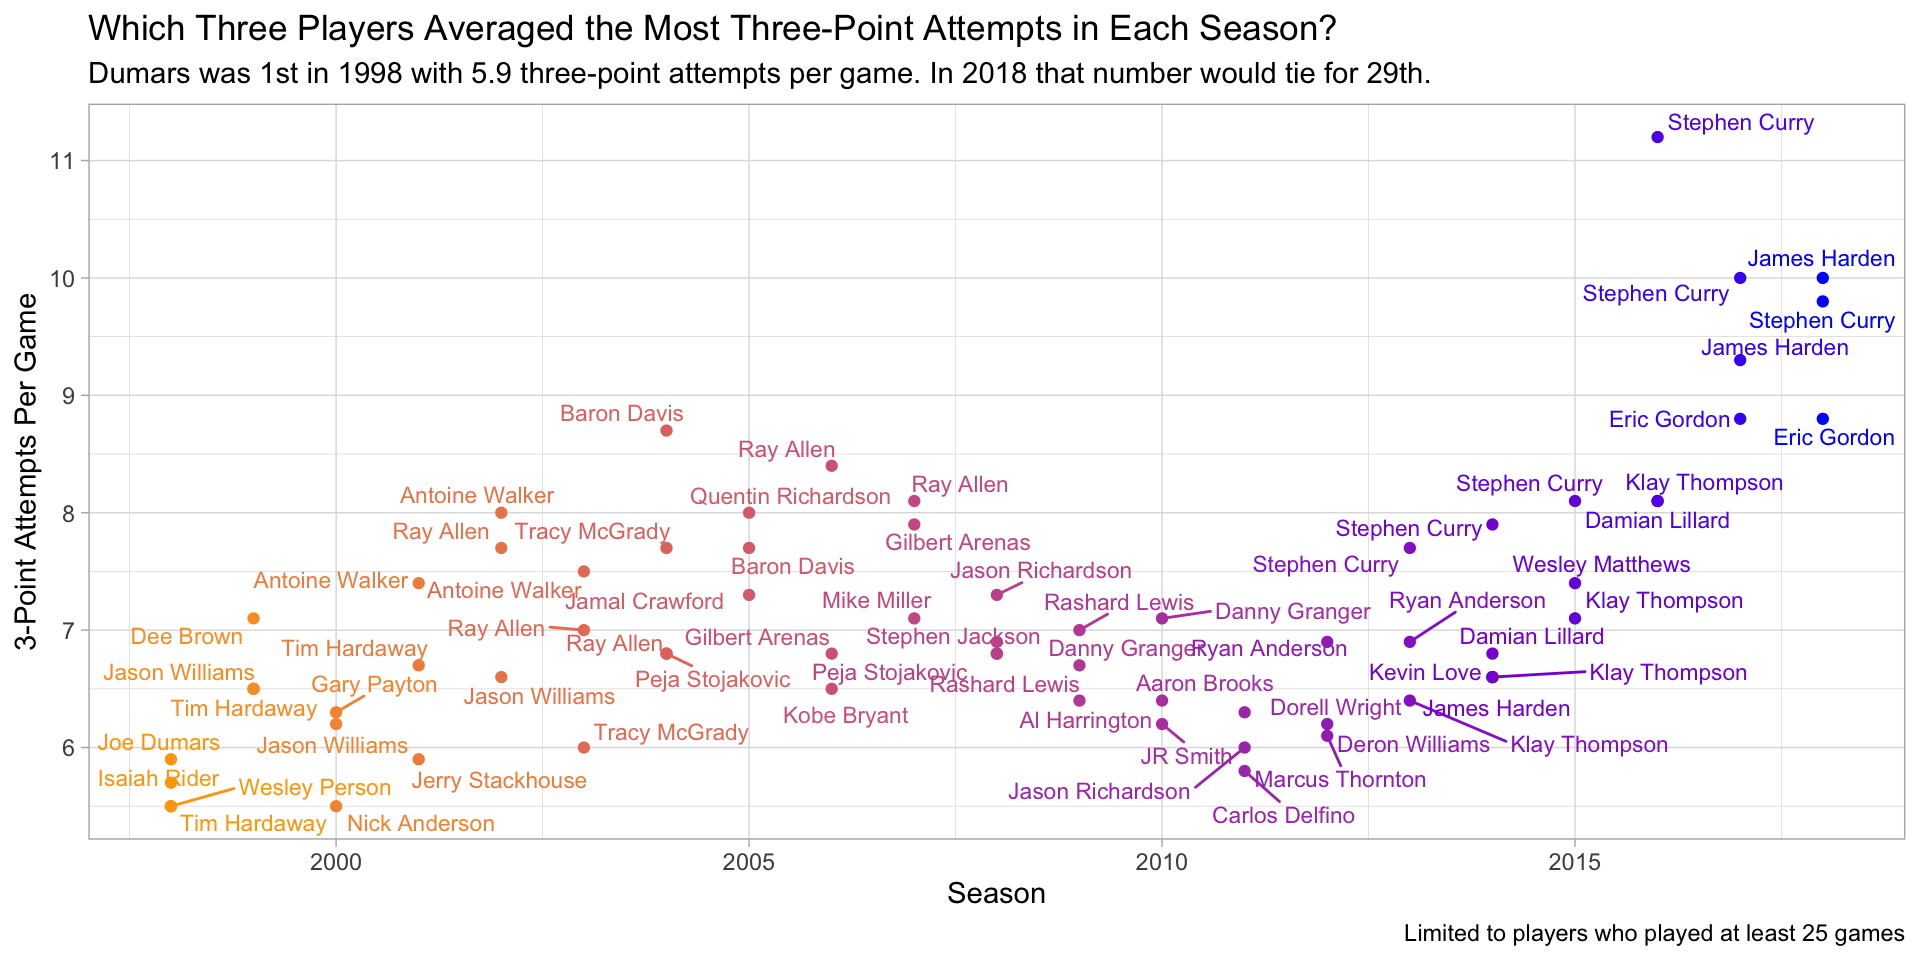 Which Three Players Averaged the Most Three-Point Attempts in Each Season?
Dumars was 1st in 1998 with 5.9 three-point attempts per game. In 2018 that number would tie for 29th.
3-Point Attempts Per Game
11
10
9
8
7
6
Stephen Curry
James Harden
Stephen Curry
Stephen Curry
James Harden
Baron Davis
Eric Gordon
Eric Gordon
Ray Allen
Ray Allen
Stephen Curry
Klay Thompson
Antoine Walker
Quentin Richardson
Damian Lillard
Ray Allen
Tracy McGrady
Stephen Curry
Gilbert Arenas
Baron Davis
Stephen Curry
Wesley Matthews
Jason Richardson
Antoine Walker
Antoine Walker
Jamal Crawford
Mike Miller
Rashard Lewis
Danny Granger
Ryan Anderson
Klay Thompson
Dee Brown
Ray Allen
Ray Allen
Gilbert Arenas
Stephen Jackson
Damian Lillard
Tim Hardaway
Danny Granger
Ryan Anderson
Jason Williams
Peja Stojakovic
Peja Stojakovic
Kevin Love
Klay Thompson
Gary Payton
Rashard Lewis
Aaron Brooks
Jason Williams
Tim Hardaway
Kobe Bryant
Al Harrington
Dorell Wright
James Harden
Joe Dumars
Jason Williams
Tracy McGrady
JR Smith
Deron Williams
Klay Thompson
Isaiah Rider
Wesley Person
Jerry Stackhouse
Jason Richardson
Marcus Thornton
Tim Hardaway
Nick Anderson
Carlos Delfino
2000
2005
2010
2015
Season
Limited to players who played at least 25 games